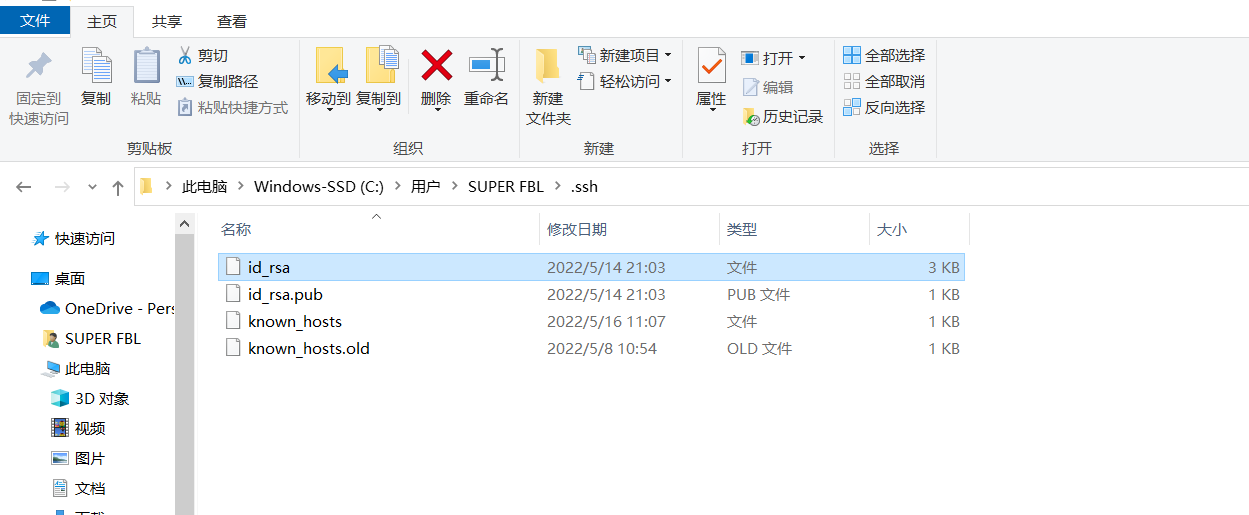 文件 主页 共享 查看
固定到快速访问 复制 粘贴 剪切 复制路径 粘贴快捷方式 移动到 复制到 删除 重命名 新建文件夹 新建项目 轻松访问 属性 打开 编辑 历史记录 全部选择 全部取消 反向选择
剪贴板 组织 新建 打开 选择
此电脑 Windows-SSD (C:) 用户 SUPER FBL .ssh
名称 修改日期 类型 大小
id_rsa 2022/5/14 21:03 文件 3 KB
id_rsa.pub 2022/5/14 21:03 PUB 文件 1 KB
known_hosts 2022/5/16 11:07 文件 1 KB
known_hosts.old 2022/5/8 10:54 OLD 文件 1 KB
快速访问
桌面
OneDrive - Pers
SUPER FBL
此电脑
3D 对象
视频
图片
文档